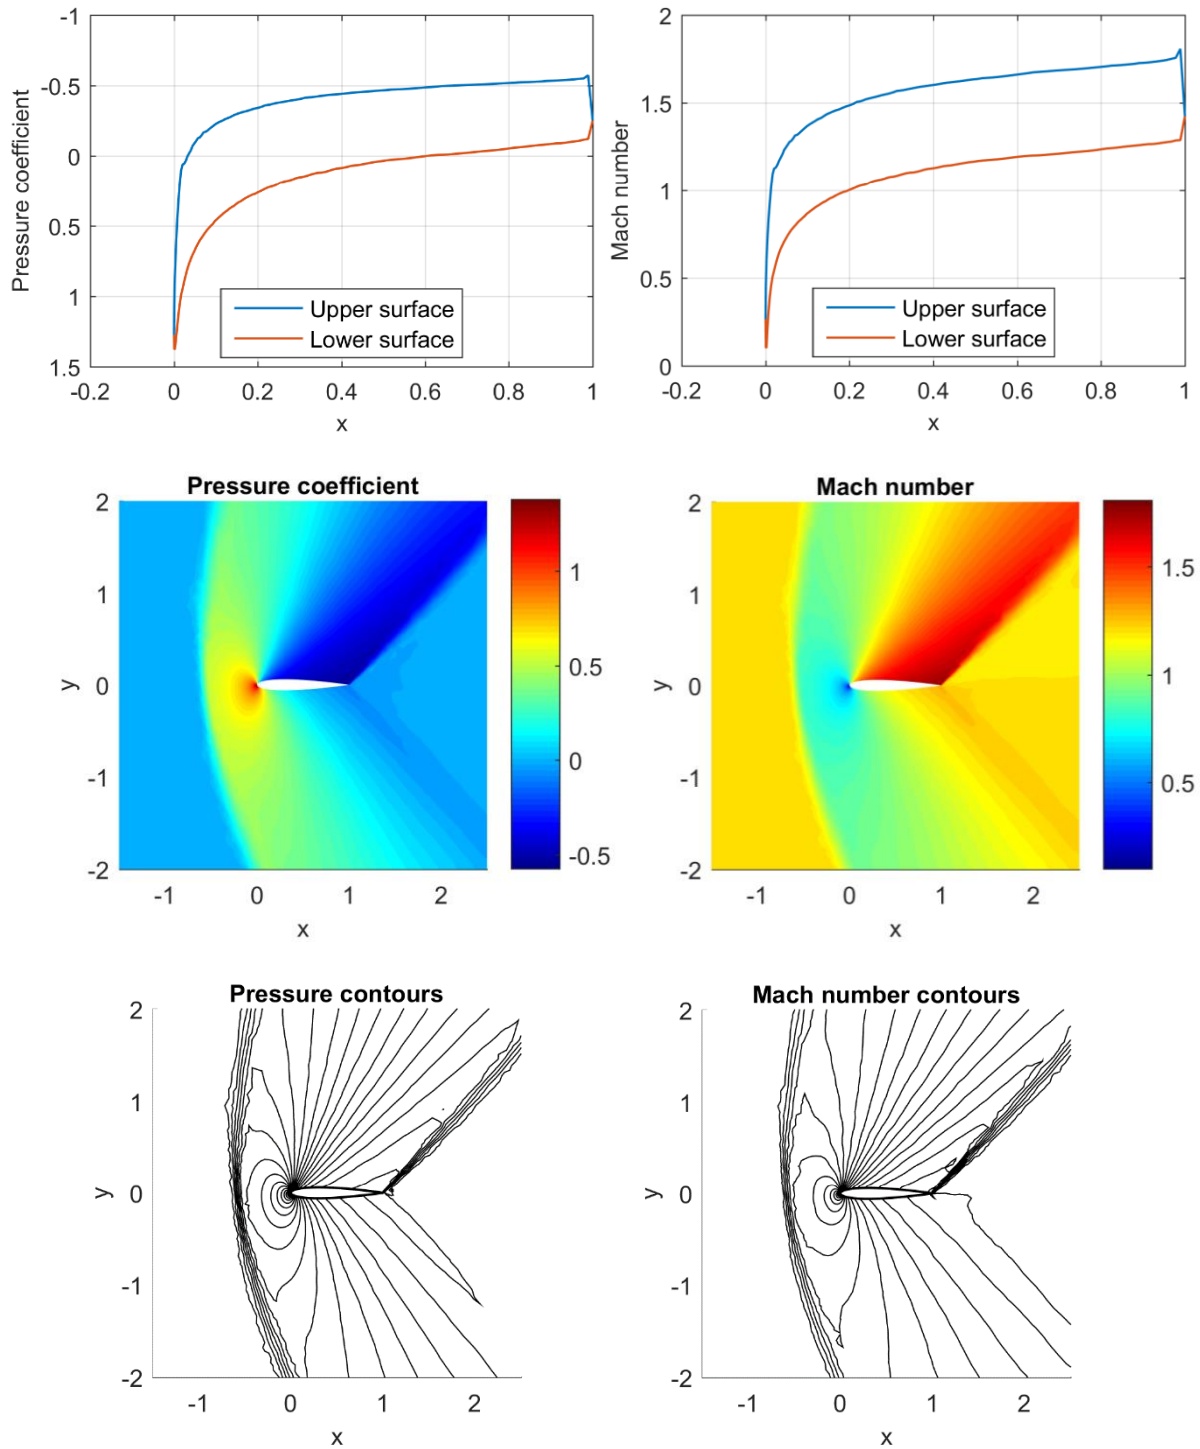 -1
-0.5
0
0.5
1
1.5
Pressure coefficient
-0.2 0 0.2 0.4 0.6 0.8 1
x
Upper surface
Lower surface
2
1.5
1
0.5
0
Mach number
-0.2 0 0.2 0.4 0.6 0.8 1
x
Upper surface
Lower surface
Pressure coefficient
2
1
0
-1
-2
y
-1 0 1 2
x
1
0.5
0
-0.5
Mach number
2
1
0
-1
-2
y
-1 0 1 2
x
1.5
1
0.5
Pressure contours
2
1
0
-1
-2
y
-1 0 1 2
x
Mach number contours
2
1
0
-1
-2
y
-1 0 1 2
x